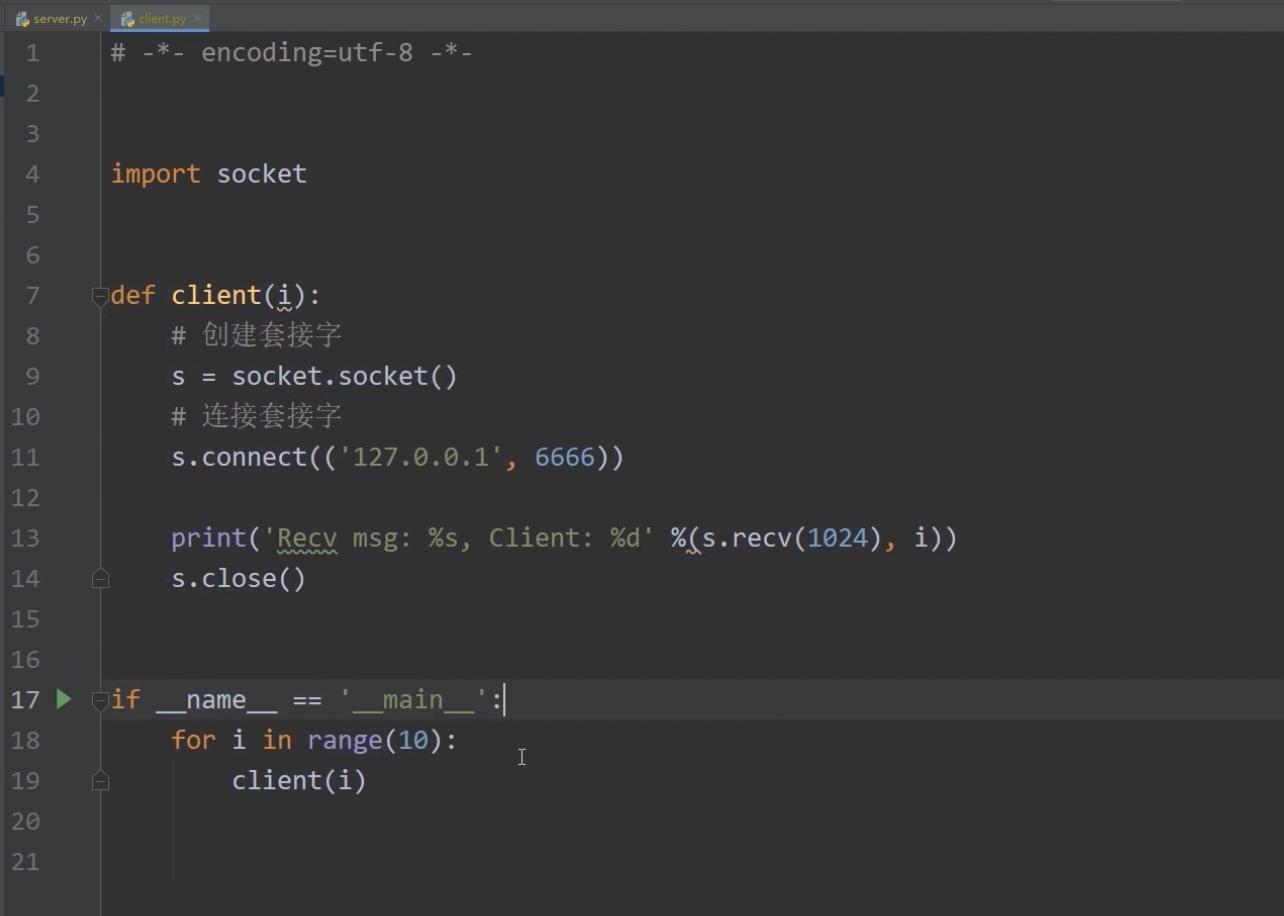 server.py
client.py
1 # -*- encoding=utf-8 -*-
2
3
4 import socket
5
6
7 def client(i):
8 # 创建套接字
9 s = socket.socket()
10 # 连接套接字
11 s.connect(('127.0.0.1', 6666))
12
13 print('Recv msg: %s, Client: %d' %(s.recv(1024), i))
14 s.close()
15
16
17 if __name__ == '__main__':
18 for i in range(10):
19 client(i)
20
21